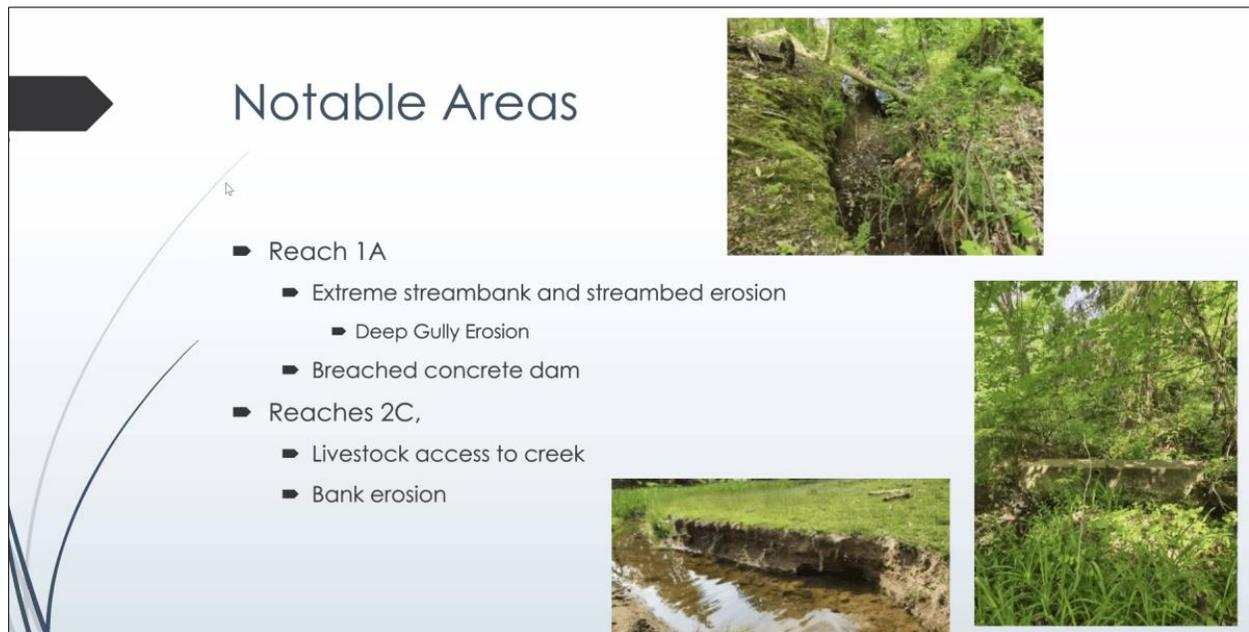 Notable Areas
Reach 1A
Extreme streambank and streambed erosion
Deep Gully Erosion
Breached concrete dam
Reaches 2C,
Livestock access to creek
Bank erosion